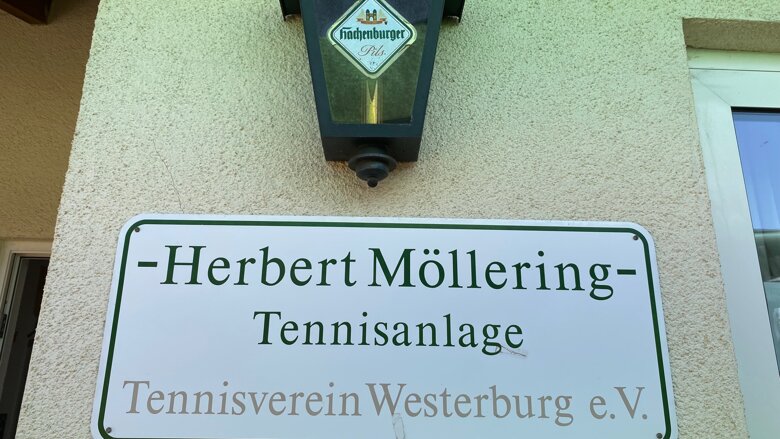 Hachenburger
Pils
-Herbert Möllering-
Tennisanlage
Tennisverein Westerburg e.V.